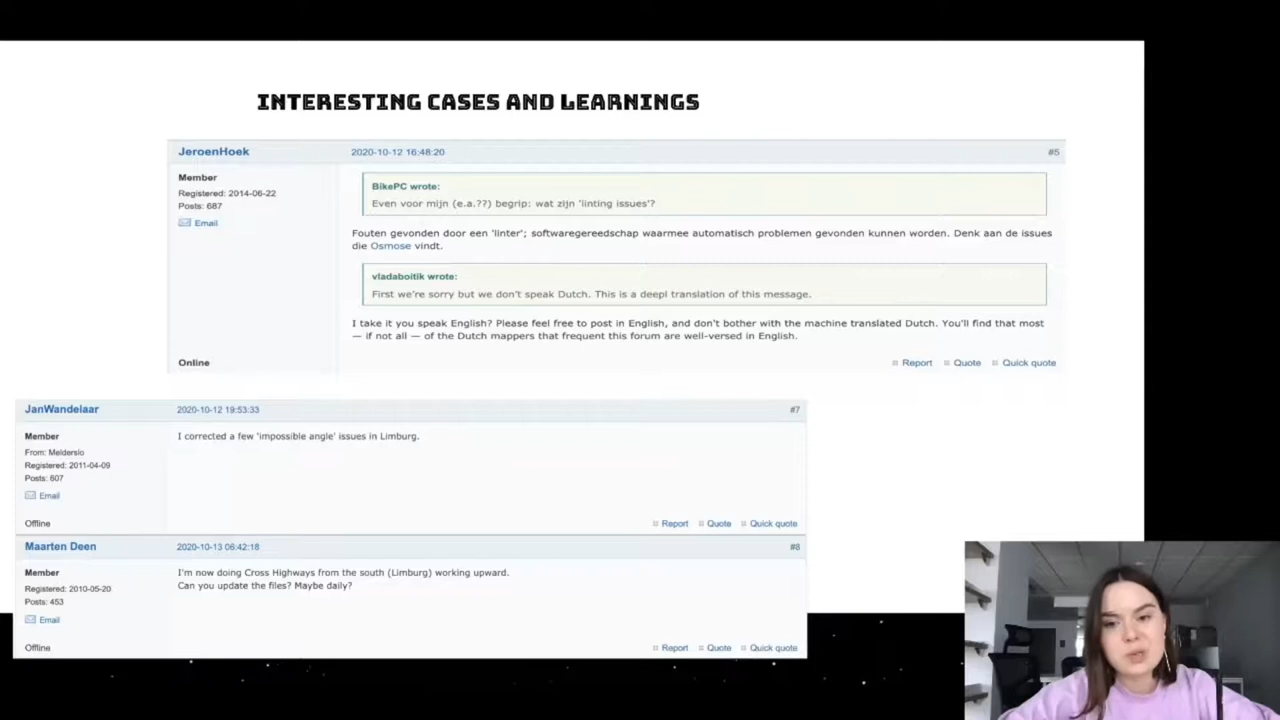 INTERESTING CASES AND LEARNINGS
JeroenHoek 2020-10-12 16:48:20 #5
Member
Registered: 2014-06-22
Posts: 687
Email
BikePC wrote:
Even voor mijn (e.a.??) begrip: wat zijn 'linting issues'?
Fouten gevonden door een 'linter'; softwaregereedschap waarmee automatisch problemen gevonden kunnen worden. Denk aan de issues
die Osmose vindt.
vladaboitik wrote:
First we're sorry but we don't speak Dutch. This is a deepl translation of this message.
I take it you speak English? Please feel free to post in English, and don't bother with the machine translated Dutch. You'll find that most
— if not all — of the Dutch mappers that frequent this forum are well-versed in English.
Online
Report Quote Quick quote
JanWandelaar 2020-10-12 19:53:33 #7
Member
From: Melderslo
Registered: 2011-04-09
Posts: 607
Email
I corrected a few 'impossible angle' issues in Limburg.
Offline
Report Quote Quick quote
Maarten Deen 2020-10-13 06:42:18 #8
Member
Registered: 2010-05-20
Posts: 453
Email
I'm now doing Cross Highways from the south (Limburg) working upward.
Can you update the files? Maybe daily?
Offline
Report Quote Quick quote